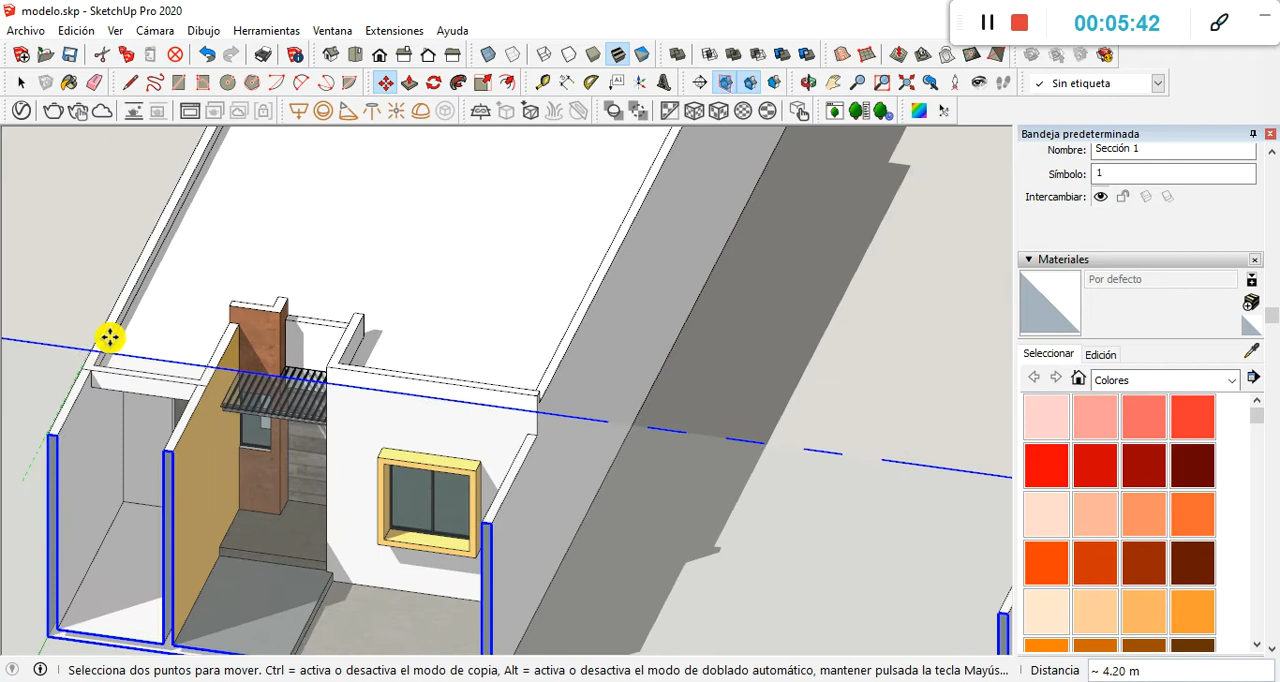 modelo.skp - SketchUp Pro 2020
00:05:42
Archivo Edición Ver Cámara Dibujo Herramientas Ventana Extensiones Ayuda
Sin etiqueta
Bandeja predeterminada
Nombre: Sección 1
Símbolo: 1
Intercambiar:
Materiales
Por defecto
Seleccionar Edición
Colores
Selecciona dos puntos para mover. Ctrl = activa o desactiva el modo de copia, Alt = activa o desactiva el modo de doblado automático, mantener pulsada la tecla Mayús... Distancia ~ 4.20 m